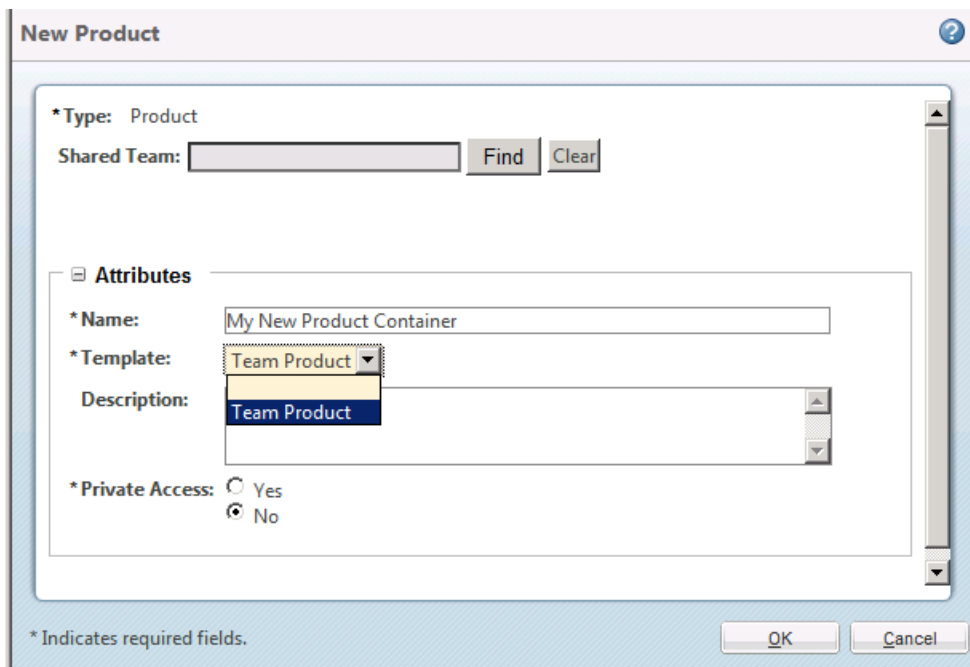 New Product
?
*Type: Product
Shared Team: Find Clear
Attributes
*Name: My New Product Container
*Template: Team Product
Description:
Team Product
*Private Access: Yes
No
* Indicates required fields.
OK Cancel